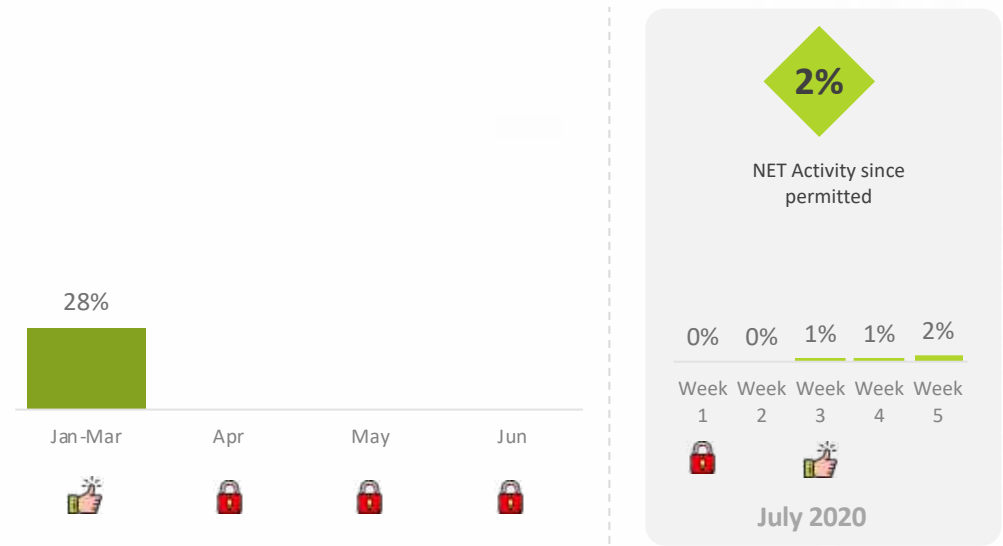 28%
Jan-Mar
Apr
May
Jun
2%
NET Activity since
permitted
0% 0% 1% 1% 2%
Week Week Week Week Week
1 2 3 4 5
July 2020